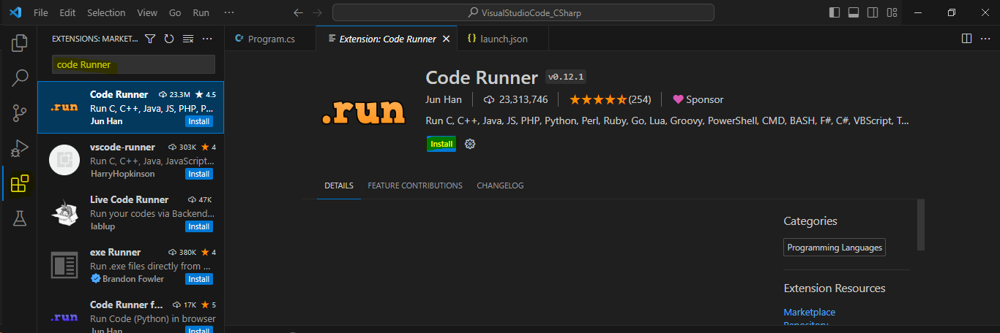 File Edit Selection View Go Run ···
VisualStudioCode_CSharp
EXTENSIONS: MARKET...
code Runner
Code Runner 23.3M ★ 4.5
Run C, C++, Java, JS, PHP, P...
Jun Han Install
vscode-runner 303K ★ 4
Run C, C++, Java, JavaScript...
HarryHopkinson Install
Live Code Runner 47K
Run your codes via Backend...
lablup Install
exe Runner 380K ★ 4
Run .exe files directly from ...
Brandon Fowler Install
Code Runner f... 17K ★ 5
Run Code (Python) in browser
Jun Han Install
Program.cs
Extension: Code Runner
launch.json
.run
Code Runner v0.12.1
Jun Han 23,313,746 (254) Sponsor
Run C, C++, Java, JS, PHP, Python, Perl, Ruby, Go, Lua, Groovy, PowerShell, CMD, BASH, F#, C#, VBScript, T...
Install
DETAILS FEATURE CONTRIBUTIONS CHANGELOG
Categories
Programming Languages
Extension Resources
Marketplace
Repository